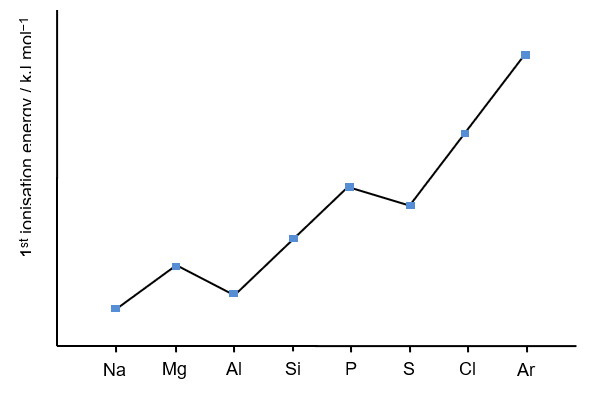 1st ionisation energy / kJ mol⁻¹
Na Mg Al Si P S Cl Ar